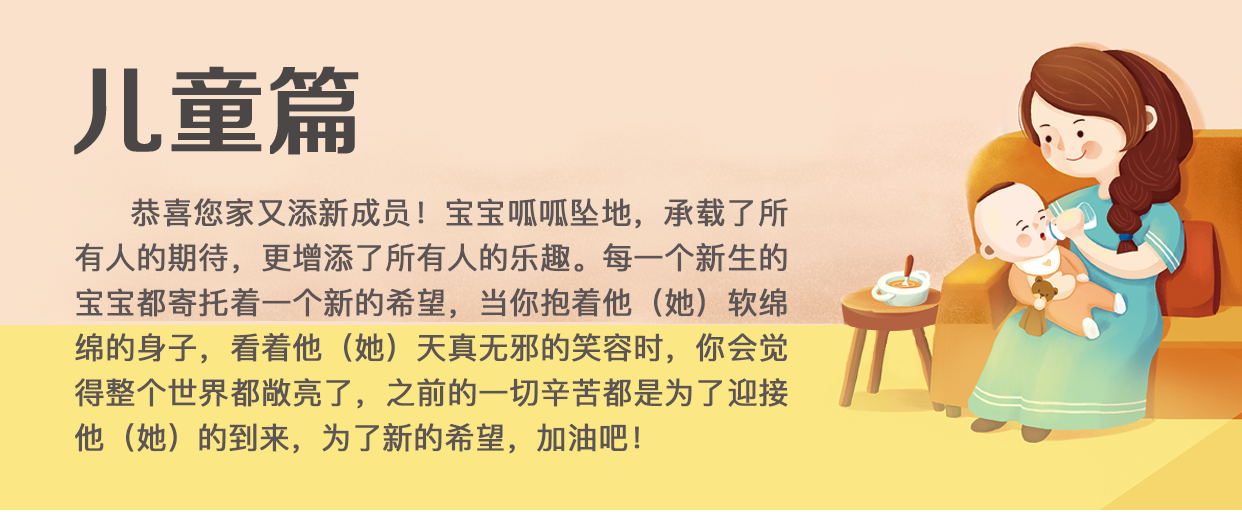 儿童篇
恭喜您家又添新成员！宝宝呱呱坠地，承载了所
有人的期待，更增添了所有人的乐趣。每一个新生的
宝宝都寄托着一个新的希望，当你抱着他（她）软绵
绵的身子，看着他（她）天真无邪的笑容时，你会觉
得整个世界都敞亮了，之前的一切辛苦都是为了迎接
他（她）的到来，为了新的希望，加油吧！